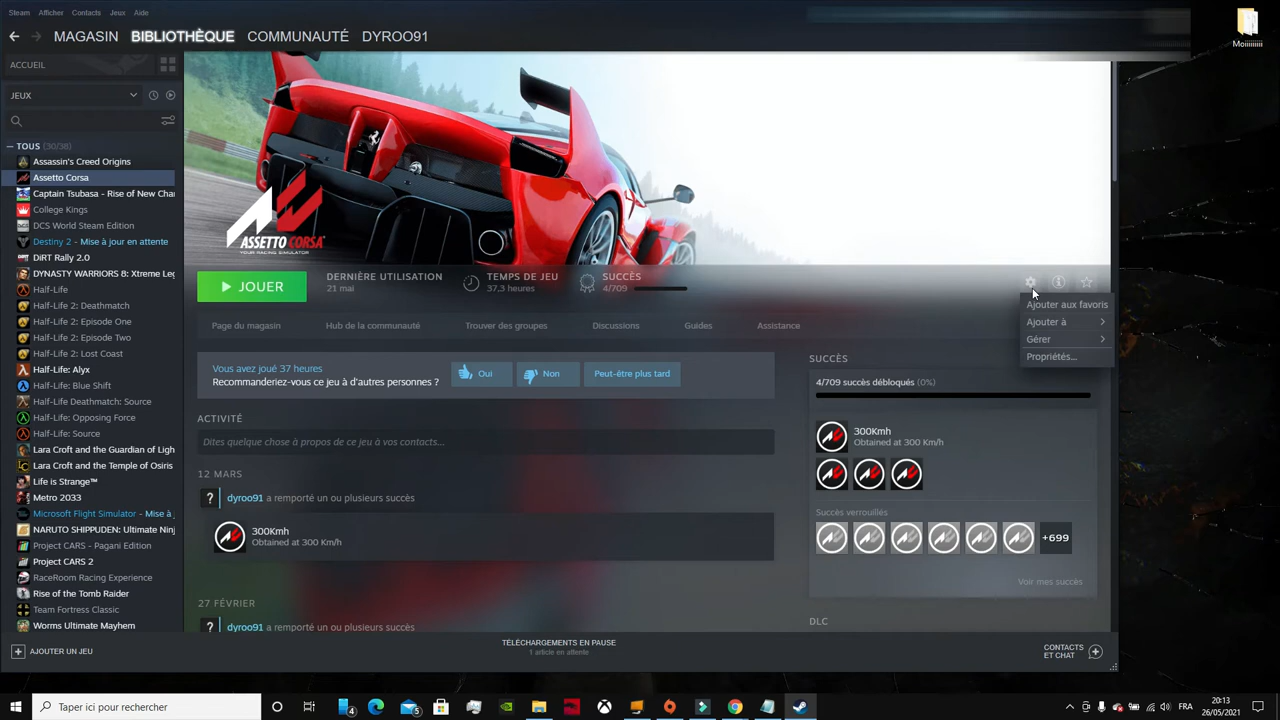 Steam Afficher Contacts Jeux Aide
MAGASIN BIBLIOTHÈQUE COMMUNAUTÉ DYROO91
Moiiiiiiii
ACCUEIL
JEUX
TOUS (30/38)
Assassin's Creed Origins
Assetto Corsa
Captain Tsubasa - Rise of New Char
College Kings
DCS World Steam Edition
Destiny 2 - Mise à jour en attente
DiRT Rally 2.0
DYNASTY WARRIORS 8: Xtreme Leg
Half-Life
Half-Life 2: Deathmatch
Half-Life 2: Episode One
Half-Life 2: Episode Two
Half-Life 2: Lost Coast
Half-Life: Alyx
Half-Life: Blue Shift
Half-Life Deathmatch: Source
Half-Life: Opposing Force
Half-Life: Source
Lara Croft and the Guardian of Ligh
Lara Croft and the Temple of Osiris
Life is Strange™
Metro 2033
Microsoft Flight Simulator - Mise à j
NARUTO SHIPPUDEN: Ultimate Ninj
Project CARS - Pagani Edition
Project CARS 2
RaceRoom Racing Experience
Rise of the Tomb Raider
Team Fortress Classic
Worms Ultimate Mayhem
ASSETTO CORSA
YOUR RACING SIMULATOR
JOUER
DERNIÈRE UTILISATION
21 mai
TEMPS DE JEU
37,3 heures
SUCCÈS
4/709
Ajouter aux favoris
Ajouter à
Gérer
Propriétés...
Page du magasin Hub de la communauté Trouver des groupes Discussions Guides Assistance
Vous avez joué 37 heures
Recommanderiez-vous ce jeu à d'autres personnes ?
Oui Non Peut-être plus tard
ACTIVITÉ
Dites quelque chose à propos de ce jeu à vos contacts...
12 MARS
? dyroo91 a remporté un ou plusieurs succès
300Kmh
Obtained at 300 Km/h
27 FÉVRIER
? dyroo91 a remporté un ou plusieurs succès
SUCCÈS
4/709 succès débloqués (0%)
300Kmh
Obtained at 300 Km/h
Succès verrouillés
+699
Voir mes succès
DLC
AJOUTER UN JEU
TÉLÉCHARGEMENTS EN PAUSE
1 article en attente
CONTACTS
ET CHAT
Taper ici pour rechercher
4
5
FRA
20:13
26/05/2021